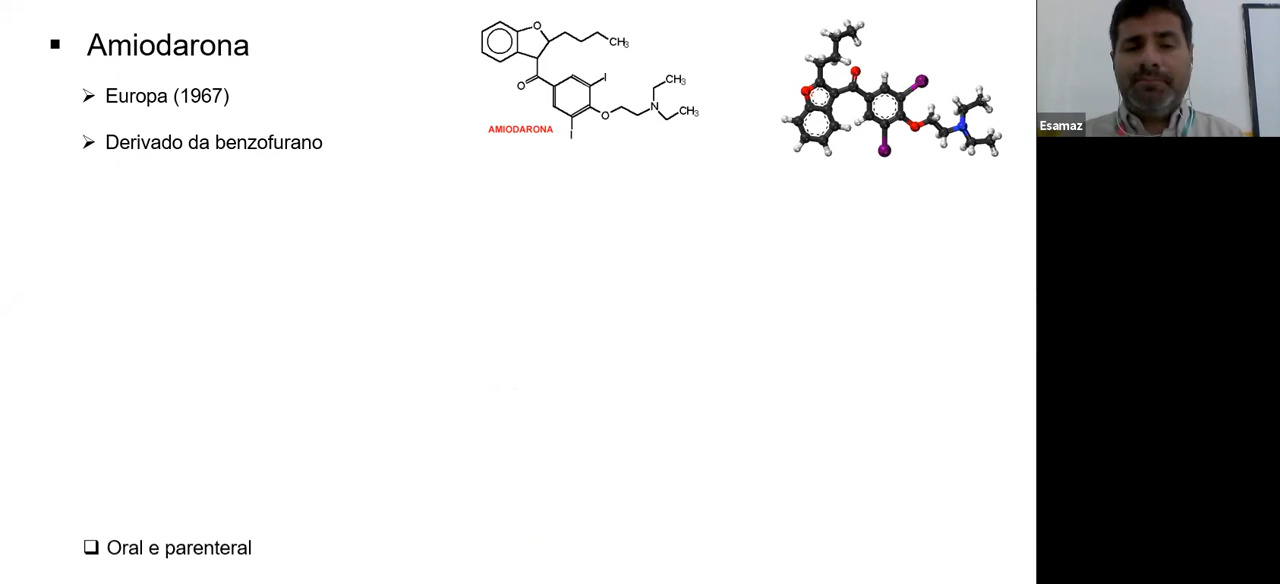 Amiodarona
Europa (1967)
Derivado da benzofurano
O
CH3
O
I
CH3
N
CH3
O
I
AMIODARONA
Esamaz
Oral e parenteral